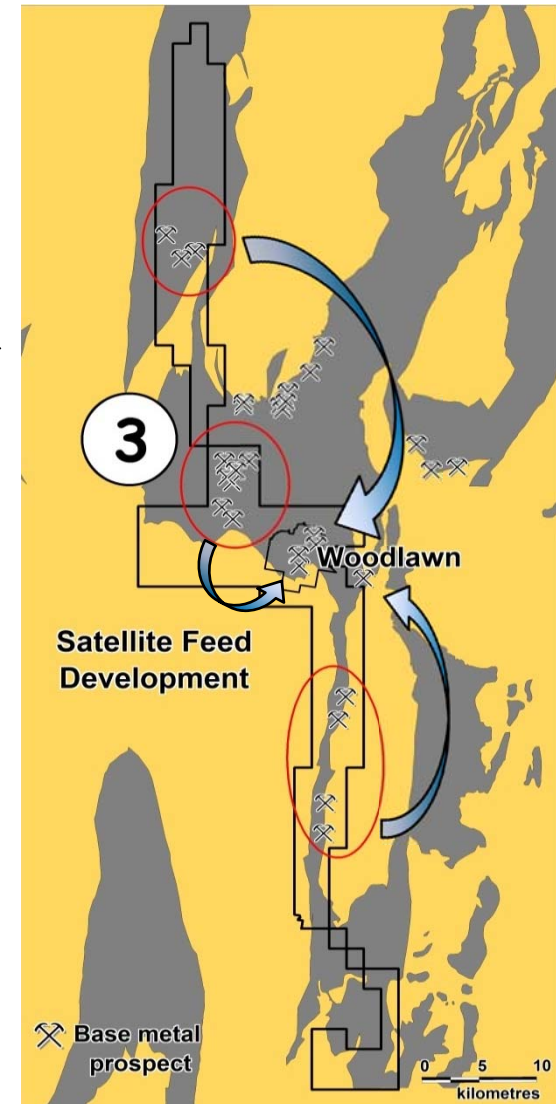 3
Woodlawn
Satellite Feed
Development
Base metal
prospect
0 5 10
kilometres